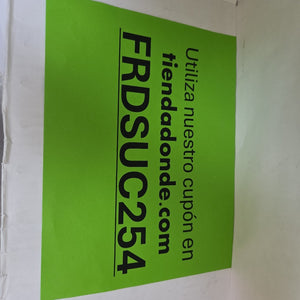 Utiliza nuestro cupón en
tiendadonde.com
FRDSUC254